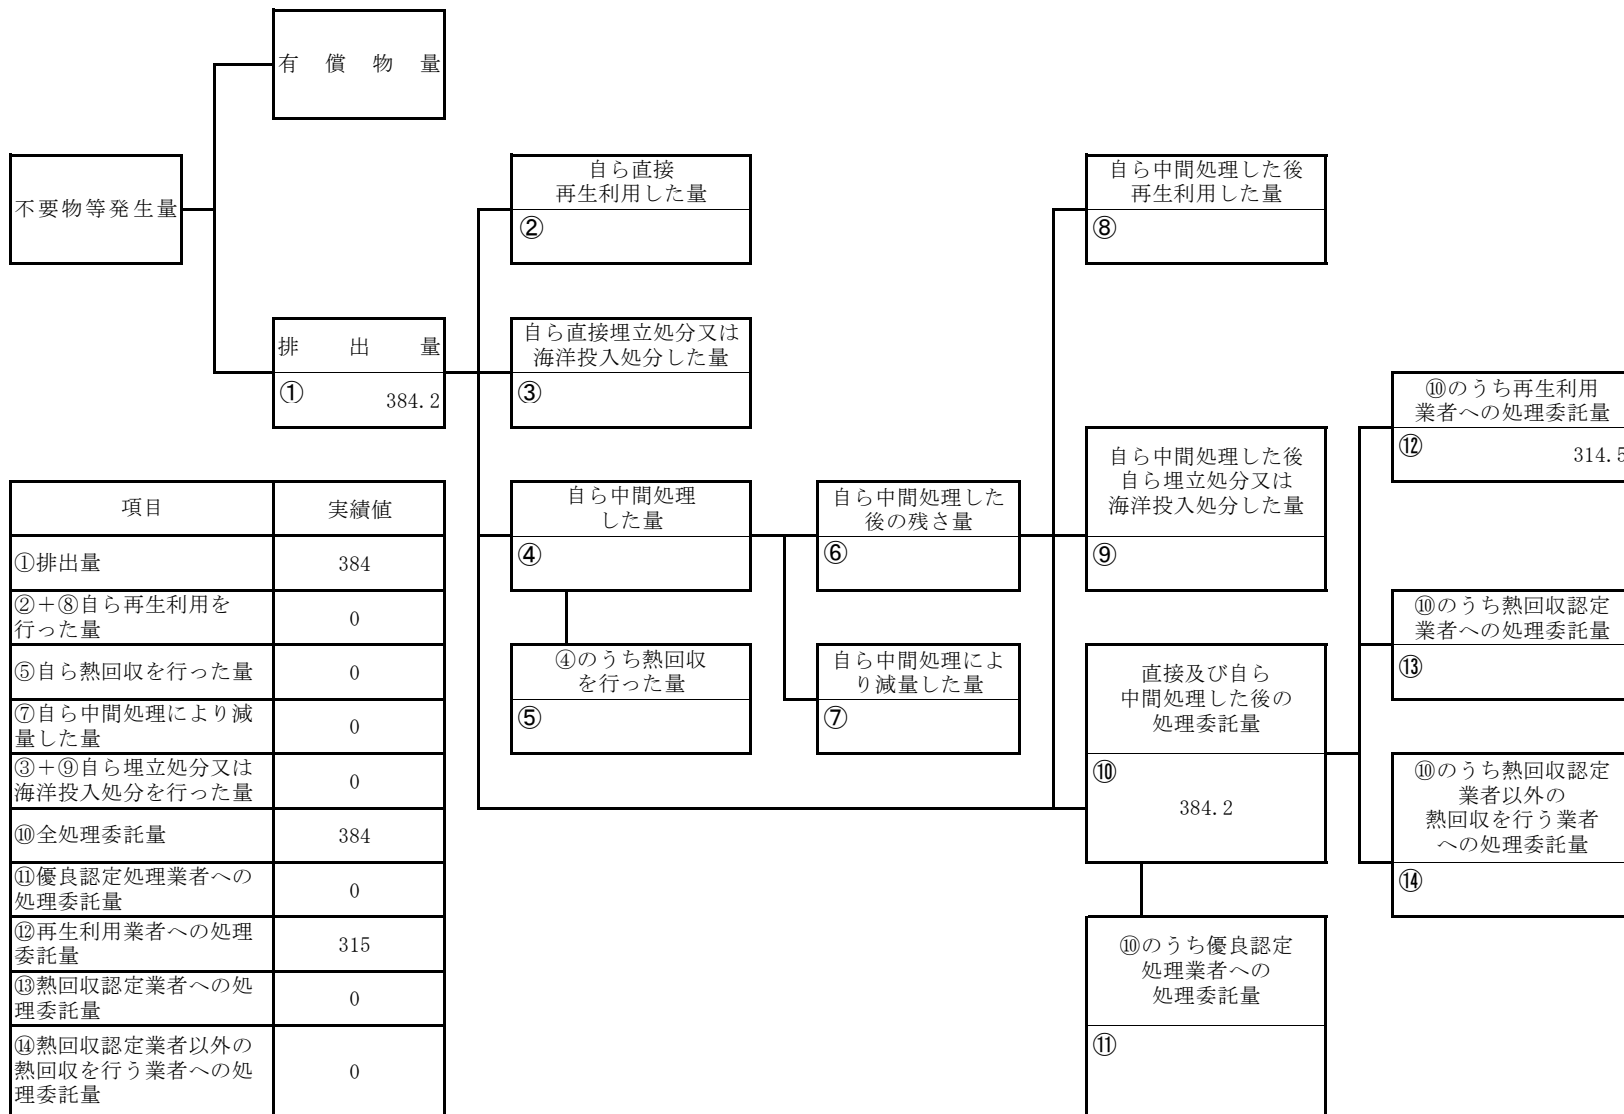 有償物量
不要物等発生量
自ら直接
再生利用した量
②
自ら中間処理した後
再生利用した量
⑧
排出量
①
384.2
自ら直接埋立処分又は
海洋投入処分した量
③
⑩のうち再生利用
業者への処理委託量
⑫
314.5
自ら中間処理
した量
④
自ら中間処理した
後の残さ量
⑥
自ら中間処理した後
自ら埋立処分又は
海洋投入処分した量
⑨
⑩のうち熱回収認定
業者への処理委託量
⑬
④のうち熱回収
を行った量
⑤
自ら中間処理によ
り減量した量
⑦
直接及び自ら
中間処理した後の
処理委託量
⑩
384.2
⑩のうち熱回収認定
業者以外の
熱回収を行う業者
への処理委託量
⑭
⑩のうち優良認定
処理業者への
処理委託量
⑪
項目 実績値
①排出量 384
②+⑧自ら再生利用を
行った量 0
⑤自ら熱回収を行った量 0
⑦自ら中間処理により減
量した量 0
③+⑨自ら埋立処分又は
海洋投入処分を行った量 0
⑩全処理委託量 384
⑪優良認定処理業者への
処理委託量 0
⑫再生利用業者への処理
委託量 315
⑬熱回収認定業者への処
理委託量 0
⑭熱回収認定業者以外の
熱回収を行う業者への処
理委託量 0